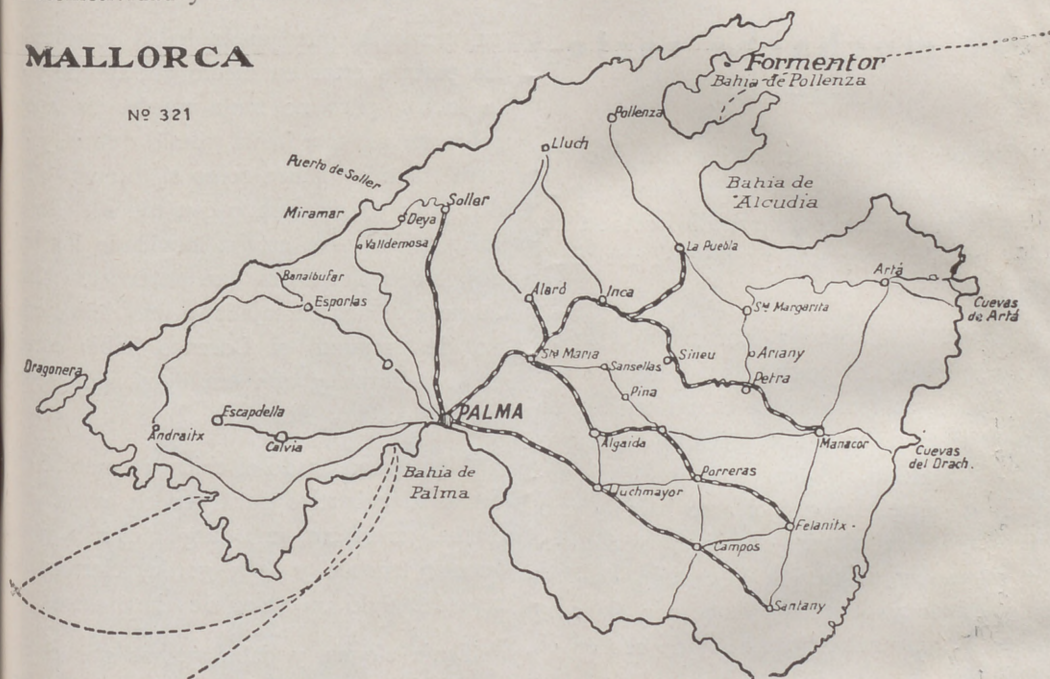 MALLORCA
Nº 321
Formentor
Bahia de Pollenza
Pollenza
Lluch
Puerto de Soller
Bahia de
Alcudia
Soller
Miramar
Deya
Valldemosa
La Puebla
Banalbufar
Artá
Alaró
Inca
Esporlas
Sta Margarita
Cuevas
de Artá
Sta Maria
Sansellas
Sineu
Ariany
Dragonera
Petra
Pina
Escapdella
PALMA
Andraitx
Calvia
Algaida
Manacor
Cuevas
del Drach.
Bahia de
Palma
Porreras
Lluchmayor
Felanitx
Campos
Santany